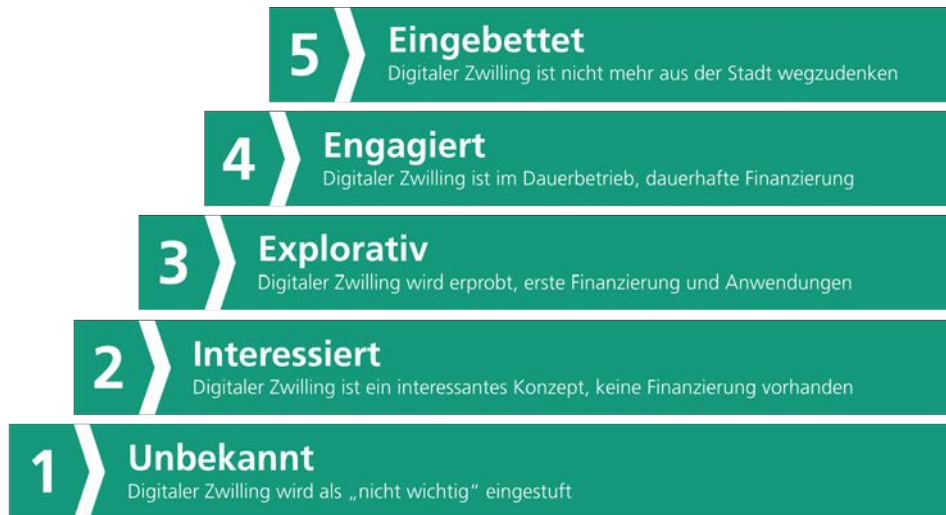 5
Eingebettet
Digitaler Zwilling ist nicht mehr aus der Stadt wegzudenken
4
Engagiert
Digitaler Zwilling ist im Dauerbetrieb, dauerhafte Finanzierung
3
Explorativ
Digitaler Zwilling wird erprobt, erste Finanzierung und Anwendungen
2
Interessiert
Digitaler Zwilling ist ein interessantes Konzept, keine Finanzierung vorhanden
1
Unbekannt
Digitaler Zwilling wird als „nicht wichtig“ eingestuft